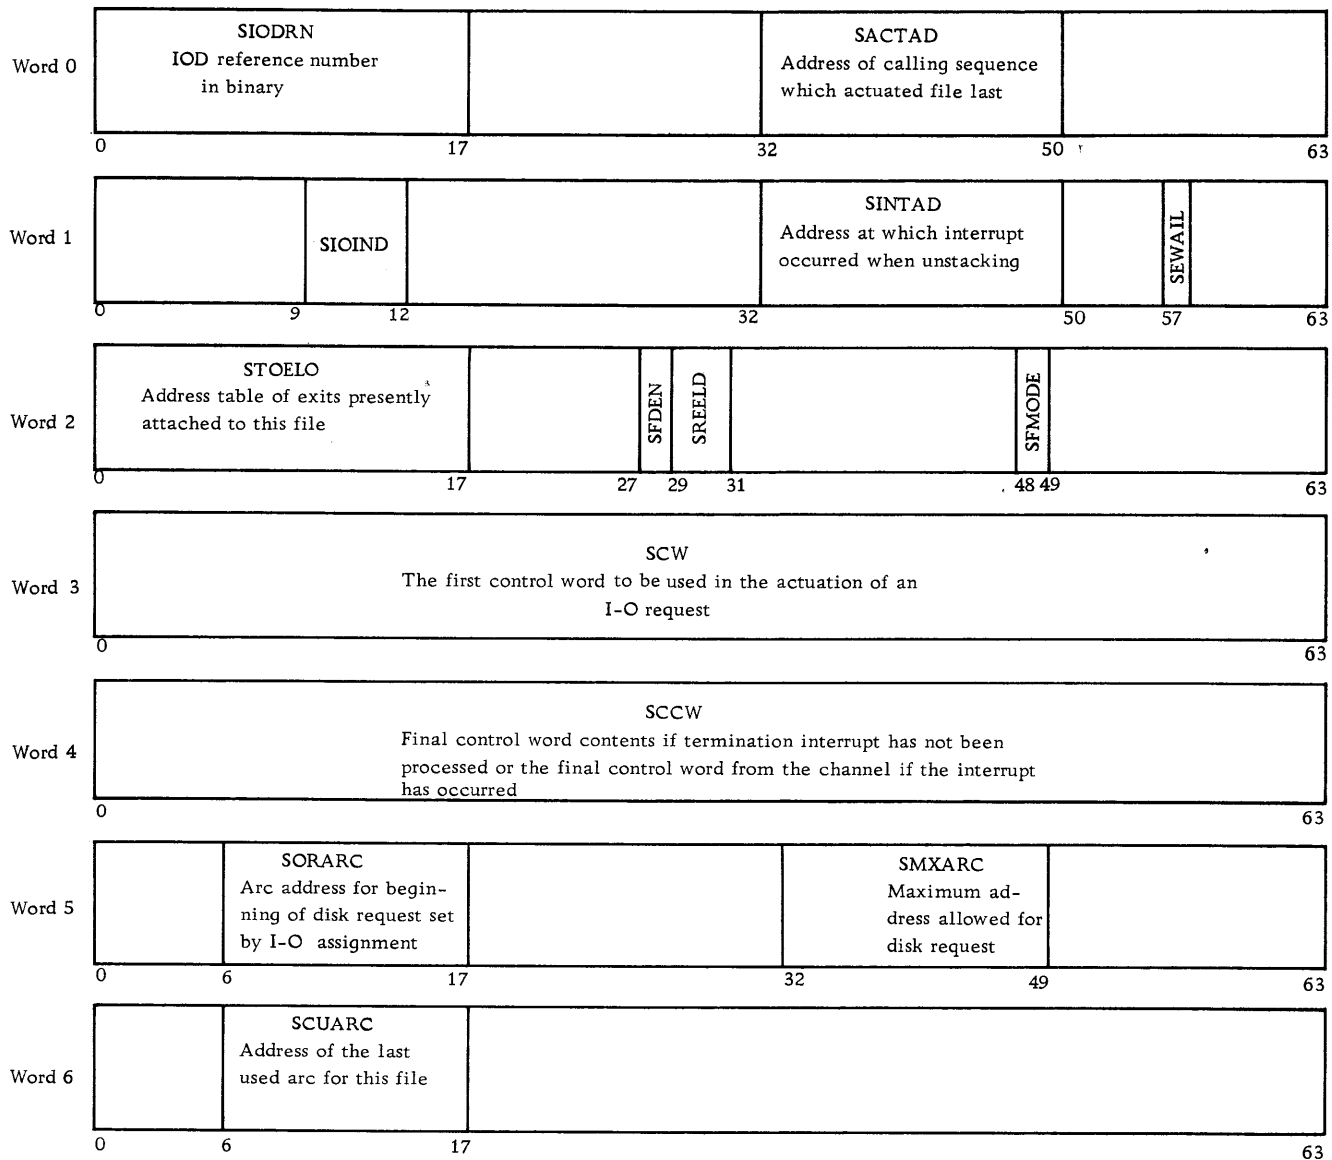 SIODRN
IOD reference number
in binary
SACTAD
Address of calling sequence
which actuated file last
Word 0
0 17 32 50 63
SIOIND
SINTAD
Address at which interrupt
occurred when unstacking
SEWAIL
Word 1
0 9 12 32 50 57 63
STOELO
Address table of exits presently
attached to this file
SFDEN
SREELD
SFMODE
Word 2
0 17 27 29 31 48 49 63
SCW
The first control word to be used in the actuation of an
I-O request
Word 3
0 63
SCCW
Final control word contents if termination interrupt has not been
processed or the final control word from the channel if the interrupt
has occurred
Word 4
0 63
SORARC
Arc address for begin-
ning of disk request set
by I-O assignment
SMXARC
Maximum ad-
dress allowed for
disk request
Word 5
0 6 17 32 49 63
SCUARC
Address of the last
used arc for this file
Word 6
0 6 17 63